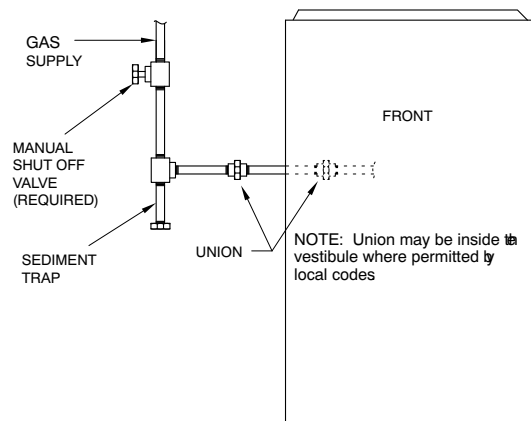 GAS
SUPPLY
MANUAL
SHUT OFF
VALVE
(REQUIRED)
SEDIMENT
TRAP
UNION
FRONT
NOTE: Union may be inside the
vestibule where permitted by
local codes